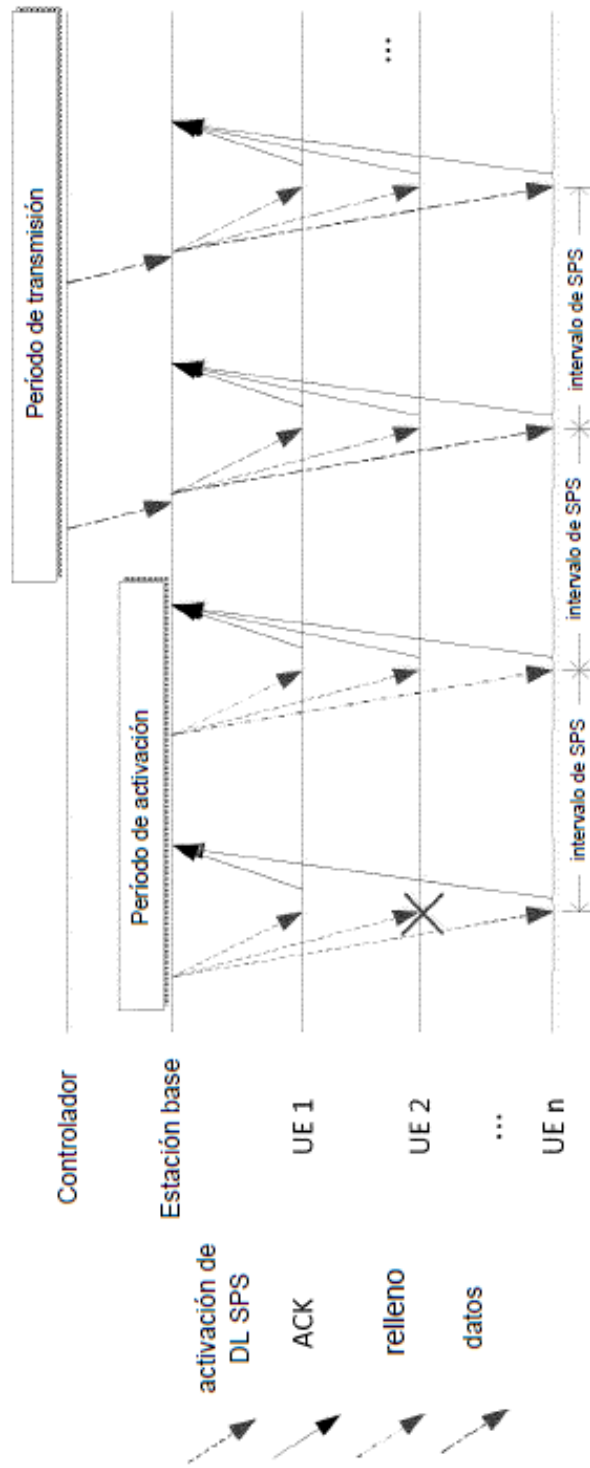 Período de transmisión
Período de activación
Controlador
Estación base
UE 1
UE 2
...
UE n
...
intervalo de SPS
intervalo de SPS
intervalo de SPS
activación de
DL SPS
ACK
relleno
datos